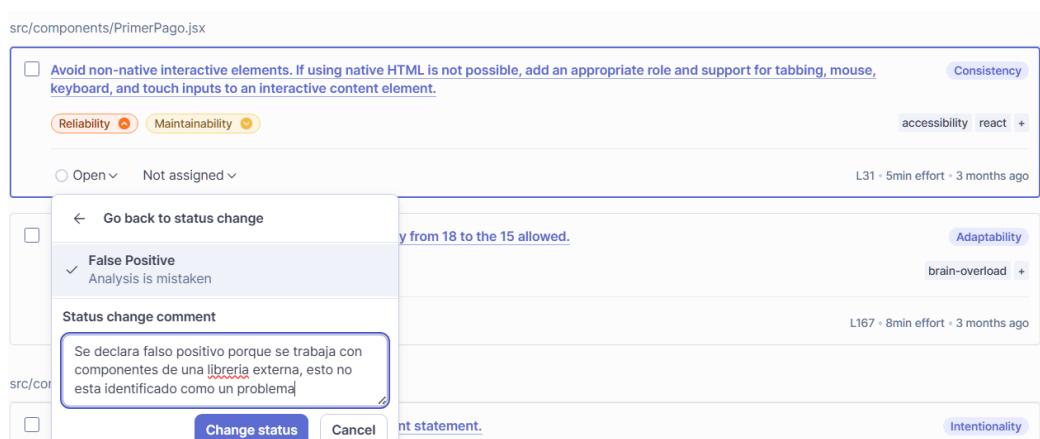 src/components/PrimerPago.jsx
Avoid non-native interactive elements. If using native HTML is not possible, add an appropriate role and support for tabbing, mouse,
keyboard, and touch inputs to an interactive content element.
Consistency
Reliability
Maintainability
accessibility react +
Open
Not assigned
L31 • 5min effort • 3 months ago
Go back to status change
y from 18 to the 15 allowed.
Adaptability
False Positive
Analysis is mistaken
brain-overload +
Status change comment
L167 • 8min effort • 3 months ago
Se declara falso positivo porque se trabaja con
componentes de una libreria externa, esto no
esta identificado como un problema
src/con
Change status
Cancel
nt statement.
Intentionality